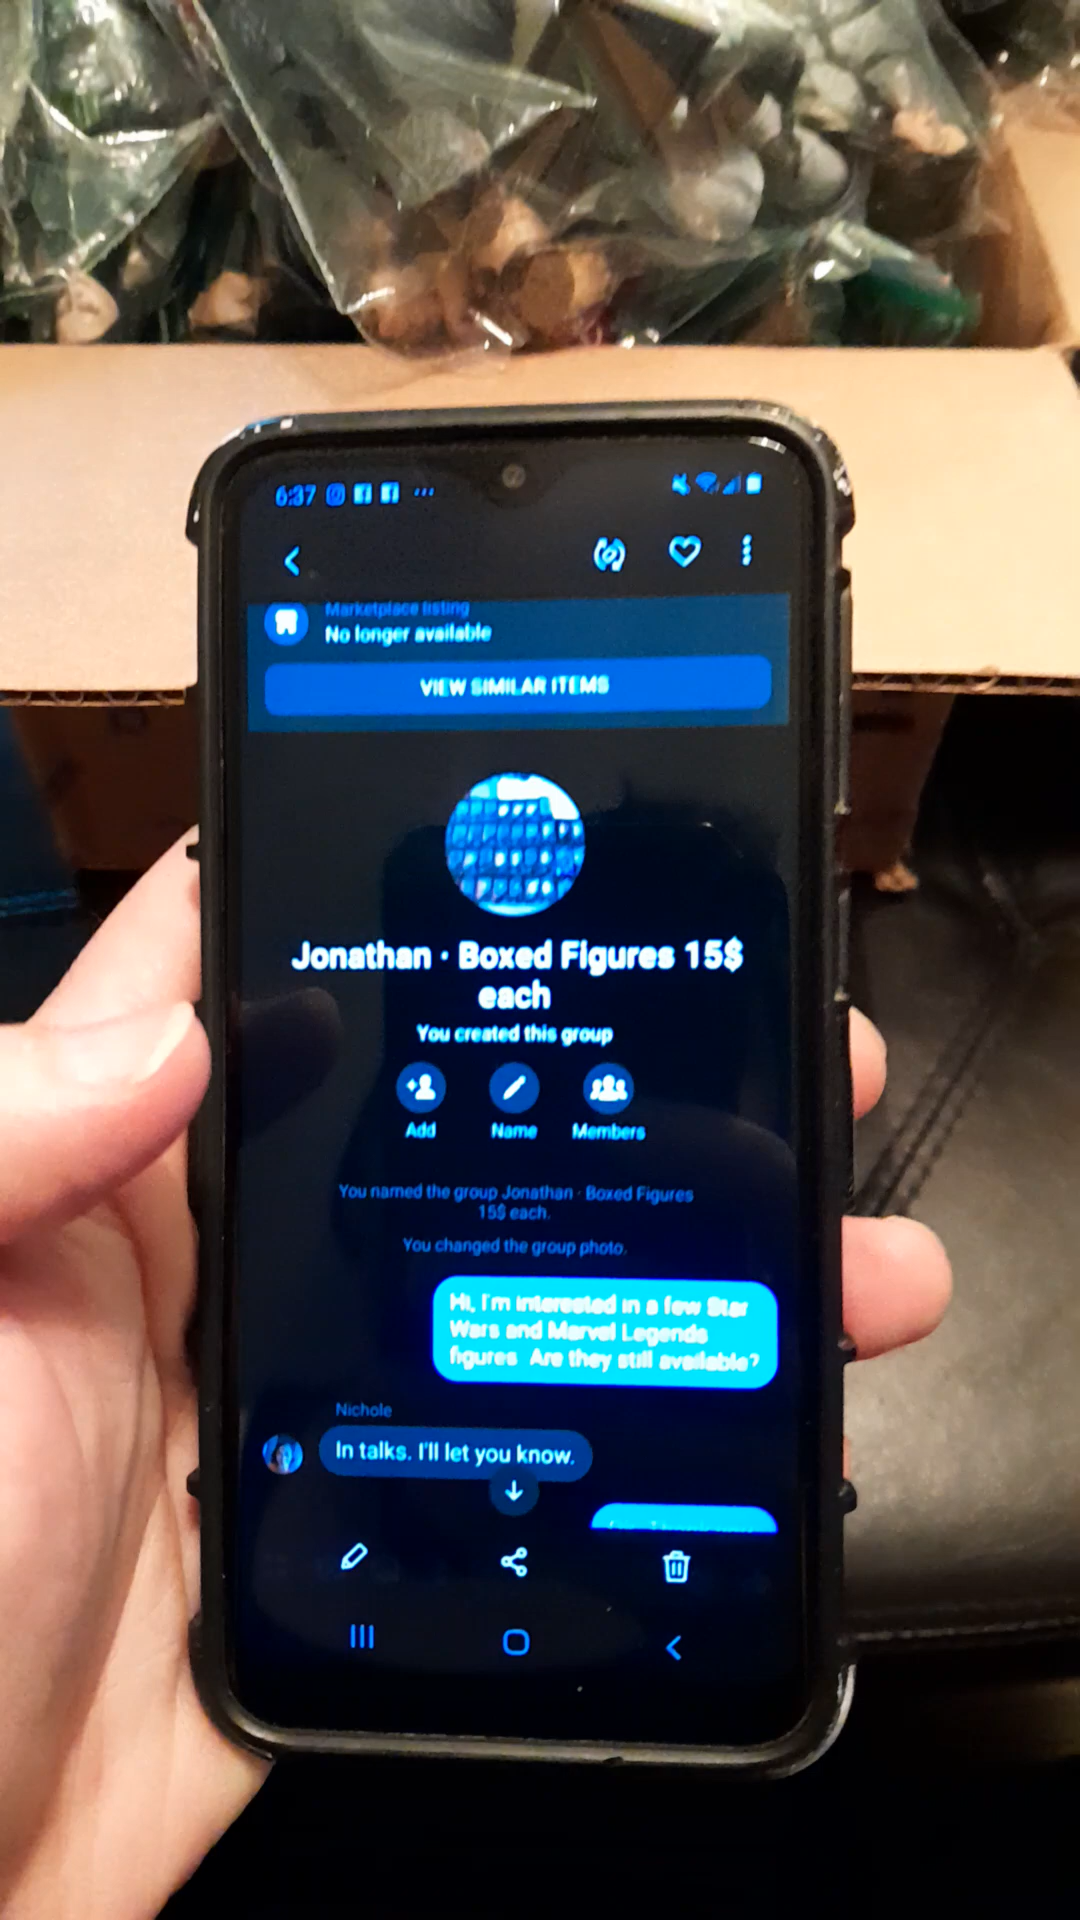 6:37
Marketplace listing
No longer available
VIEW SIMILAR ITEMS
Jonathan · Boxed Figures 15$
each
You created this group
Add Name Members
You named the group Jonathan · Boxed Figures
15$ each.
You changed the group photo.
Hi, I'm interested in a few Star
Wars and Marvel Legends
figures. Are they still available?
Nichole
In talks. I'll let you know.